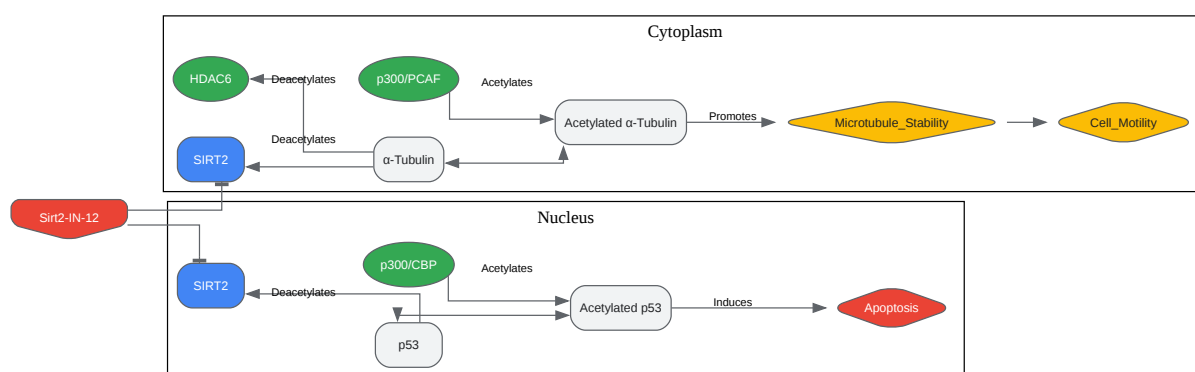 Cytoplasm
HDAC6
Deacetylates
p300/PCAF
Acetylates
Acetylated α-Tubulin
Promotes
Microtubule_Stability
Cell_Motility
Deacetylates
SIRT2
α-Tubulin
Sirt2-IN-12
Nucleus
p300/CBP
Acetylates
SIRT2
Deacetylates
Acetylated p53
Induces
Apoptosis
p53